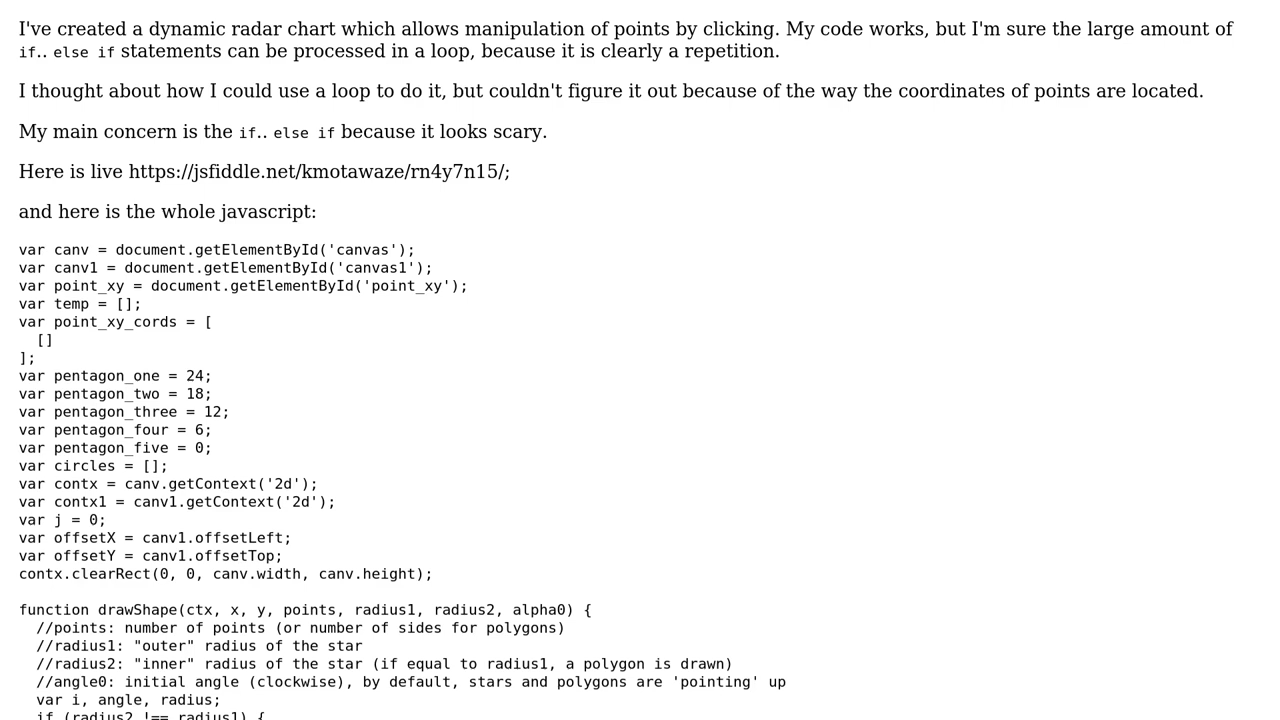 I've created a dynamic radar chart which allows manipulation of points by clicking. My code works, but I'm sure the large amount of
if.. else if statements can be processed in a loop, because it is clearly a repetition.
I thought about how I could use a loop to do it, but couldn't figure it out because of the way the coordinates of points are located.
My main concern is the if.. else if because it looks scary.
Here is live https://jsfiddle.net/kmotawaze/rn4y7n15/;
and here is the whole javascript:
var canv = document.getElementById('canvas');
var canv1 = document.getElementById('canvas1');
var point_xy = document.getElementById('point_xy');
var temp = [];
var point_xy_cords = [
  []
];
var pentagon_one = 24;
var pentagon_two = 18;
var pentagon_three = 12;
var pentagon_four = 6;
var pentagon_five = 0;
var circles = [];
var contx = canv.getContext('2d');
var contx1 = canv1.getContext('2d');
var j = 0;
var offsetX = canv1.offsetLeft;
var offsetY = canv1.offsetTop;
contx.clearRect(0, 0, canv.width, canv.height);
function drawShape(ctx, x, y, points, radius1, radius2, alpha0) {
  //points: number of points (or number of sides for polygons)
  //radius1: "outer" radius of the star
  //radius2: "inner" radius of the star (if equal to radius1, a polygon is drawn)
  //angle0: initial angle (clockwise), by default, stars and polygons are 'pointing' up
  var i, angle, radius;
  if (radius2 !== radius1) {